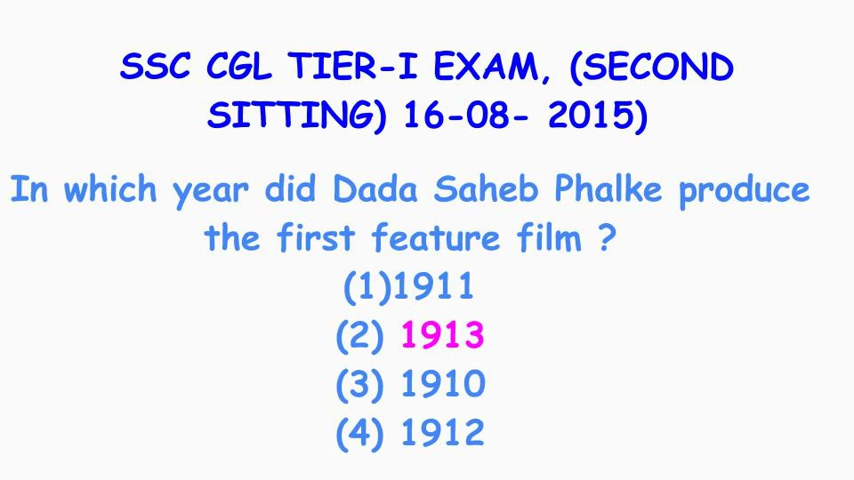 SSC CGL TIER-I EXAM, (SECOND
SITTING) 16-08- 2015)
In which year did Dada Saheb Phalke produce
the first feature film ?
(1)1911
(2) 1913
(3) 1910
(4) 1912